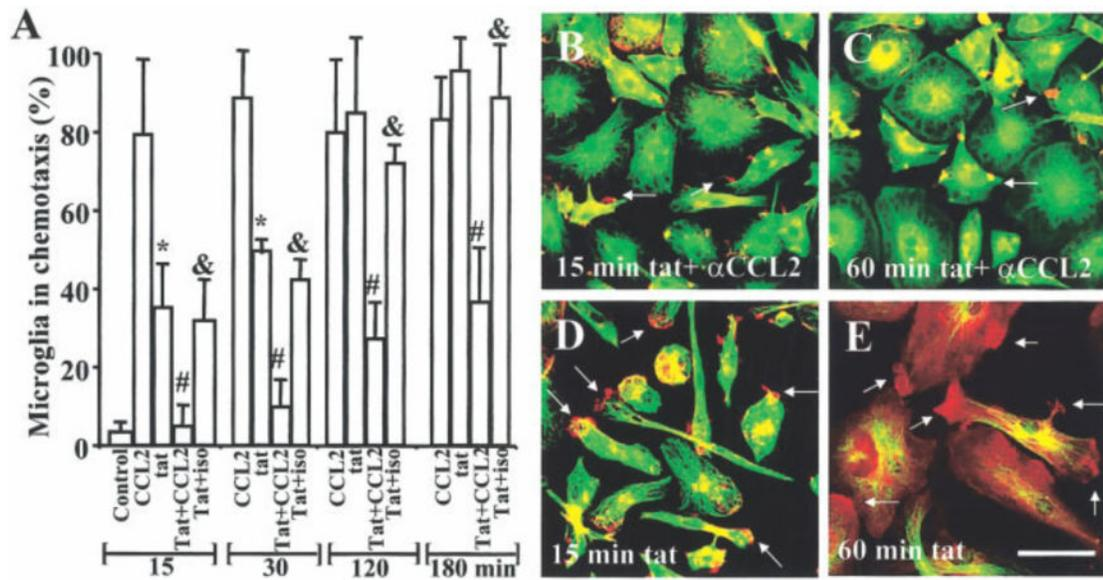 A
Microglia in chemotaxis (%)
100
80
60
40
20
0
*
#
&
*
#
&
#
&
#
&
Control
CCL2
tat
Tat+CCL2
Tat+iso
CCL2
tat
Tat+CCL2
Tat+iso
CCL2
tat
Tat+CCL2
Tat+iso
CCL2
tat
Tat+CCL2
Tat+iso
15
30
120
180 min
B
15 min tat+ αCCL2
C
60 min tat+ αCCL2
D
15 min tat
E
60 min tat